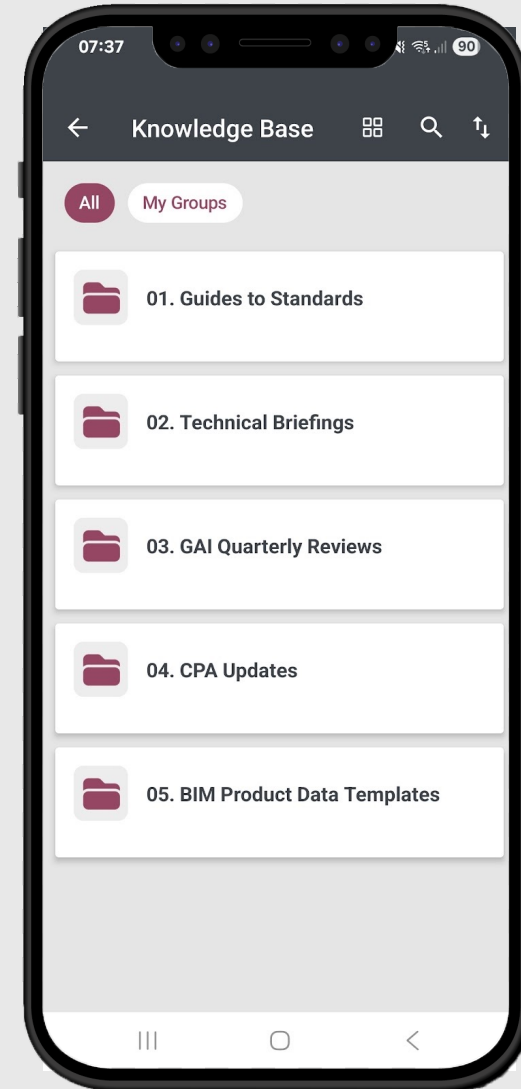 07:37
90
Knowledge Base
All
My Groups
01. Guides to Standards
02. Technical Briefings
03. GAI Quarterly Reviews
04. CPA Updates
05. BIM Product Data Templates